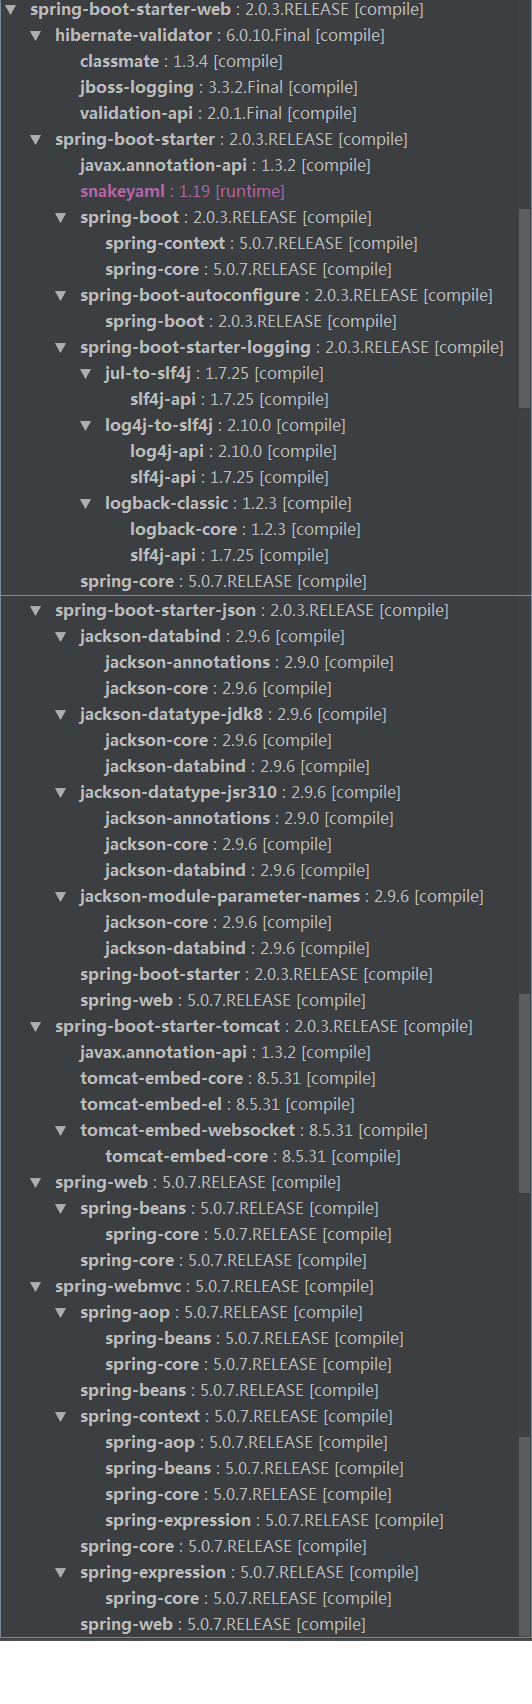 spring-boot-starter-web : 2.0.3.RELEASE [compile]
hibernate-validator : 6.0.10.Final [compile]
classmate : 1.3.4 [compile]
jboss-logging : 3.3.2.Final [compile]
validation-api : 2.0.1.Final [compile]
spring-boot-starter : 2.0.3.RELEASE [compile]
javax.annotation-api : 1.3.2 [compile]
snakeyaml : 1.19 [runtime]
spring-boot : 2.0.3.RELEASE [compile]
spring-context : 5.0.7.RELEASE [compile]
spring-core : 5.0.7.RELEASE [compile]
spring-boot-autoconfigure : 2.0.3.RELEASE [compile]
spring-boot : 2.0.3.RELEASE [compile]
spring-boot-starter-logging : 2.0.3.RELEASE [compile]
jul-to-slf4j : 1.7.25 [compile]
slf4j-api : 1.7.25 [compile]
log4j-to-slf4j : 2.10.0 [compile]
log4j-api : 2.10.0 [compile]
slf4j-api : 1.7.25 [compile]
logback-classic : 1.2.3 [compile]
logback-core : 1.2.3 [compile]
slf4j-api : 1.7.25 [compile]
spring-core : 5.0.7.RELEASE [compile]
spring-boot-starter-json : 2.0.3.RELEASE [compile]
jackson-databind : 2.9.6 [compile]
jackson-annotations : 2.9.0 [compile]
jackson-core : 2.9.6 [compile]
jackson-datatype-jdk8 : 2.9.6 [compile]
jackson-core : 2.9.6 [compile]
jackson-databind : 2.9.6 [compile]
jackson-datatype-jsr310 : 2.9.6 [compile]
jackson-annotations : 2.9.0 [compile]
jackson-core : 2.9.6 [compile]
jackson-databind : 2.9.6 [compile]
jackson-module-parameter-names : 2.9.6 [compile]
jackson-core : 2.9.6 [compile]
jackson-databind : 2.9.6 [compile]
spring-boot-starter : 2.0.3.RELEASE [compile]
spring-web : 5.0.7.RELEASE [compile]
spring-boot-starter-tomcat : 2.0.3.RELEASE [compile]
javax.annotation-api : 1.3.2 [compile]
tomcat-embed-core : 8.5.31 [compile]
tomcat-embed-el : 8.5.31 [compile]
tomcat-embed-websocket : 8.5.31 [compile]
tomcat-embed-core : 8.5.31 [compile]
spring-web : 5.0.7.RELEASE [compile]
spring-beans : 5.0.7.RELEASE [compile]
spring-core : 5.0.7.RELEASE [compile]
spring-core : 5.0.7.RELEASE [compile]
spring-webmvc : 5.0.7.RELEASE [compile]
spring-aop : 5.0.7.RELEASE [compile]
spring-beans : 5.0.7.RELEASE [compile]
spring-core : 5.0.7.RELEASE [compile]
spring-beans : 5.0.7.RELEASE [compile]
spring-context : 5.0.7.RELEASE [compile]
spring-aop : 5.0.7.RELEASE [compile]
spring-beans : 5.0.7.RELEASE [compile]
spring-core : 5.0.7.RELEASE [compile]
spring-expression : 5.0.7.RELEASE [compile]
spring-core : 5.0.7.RELEASE [compile]
spring-expression : 5.0.7.RELEASE [compile]
spring-core : 5.0.7.RELEASE [compile]
spring-web : 5.0.7.RELEASE [compile]